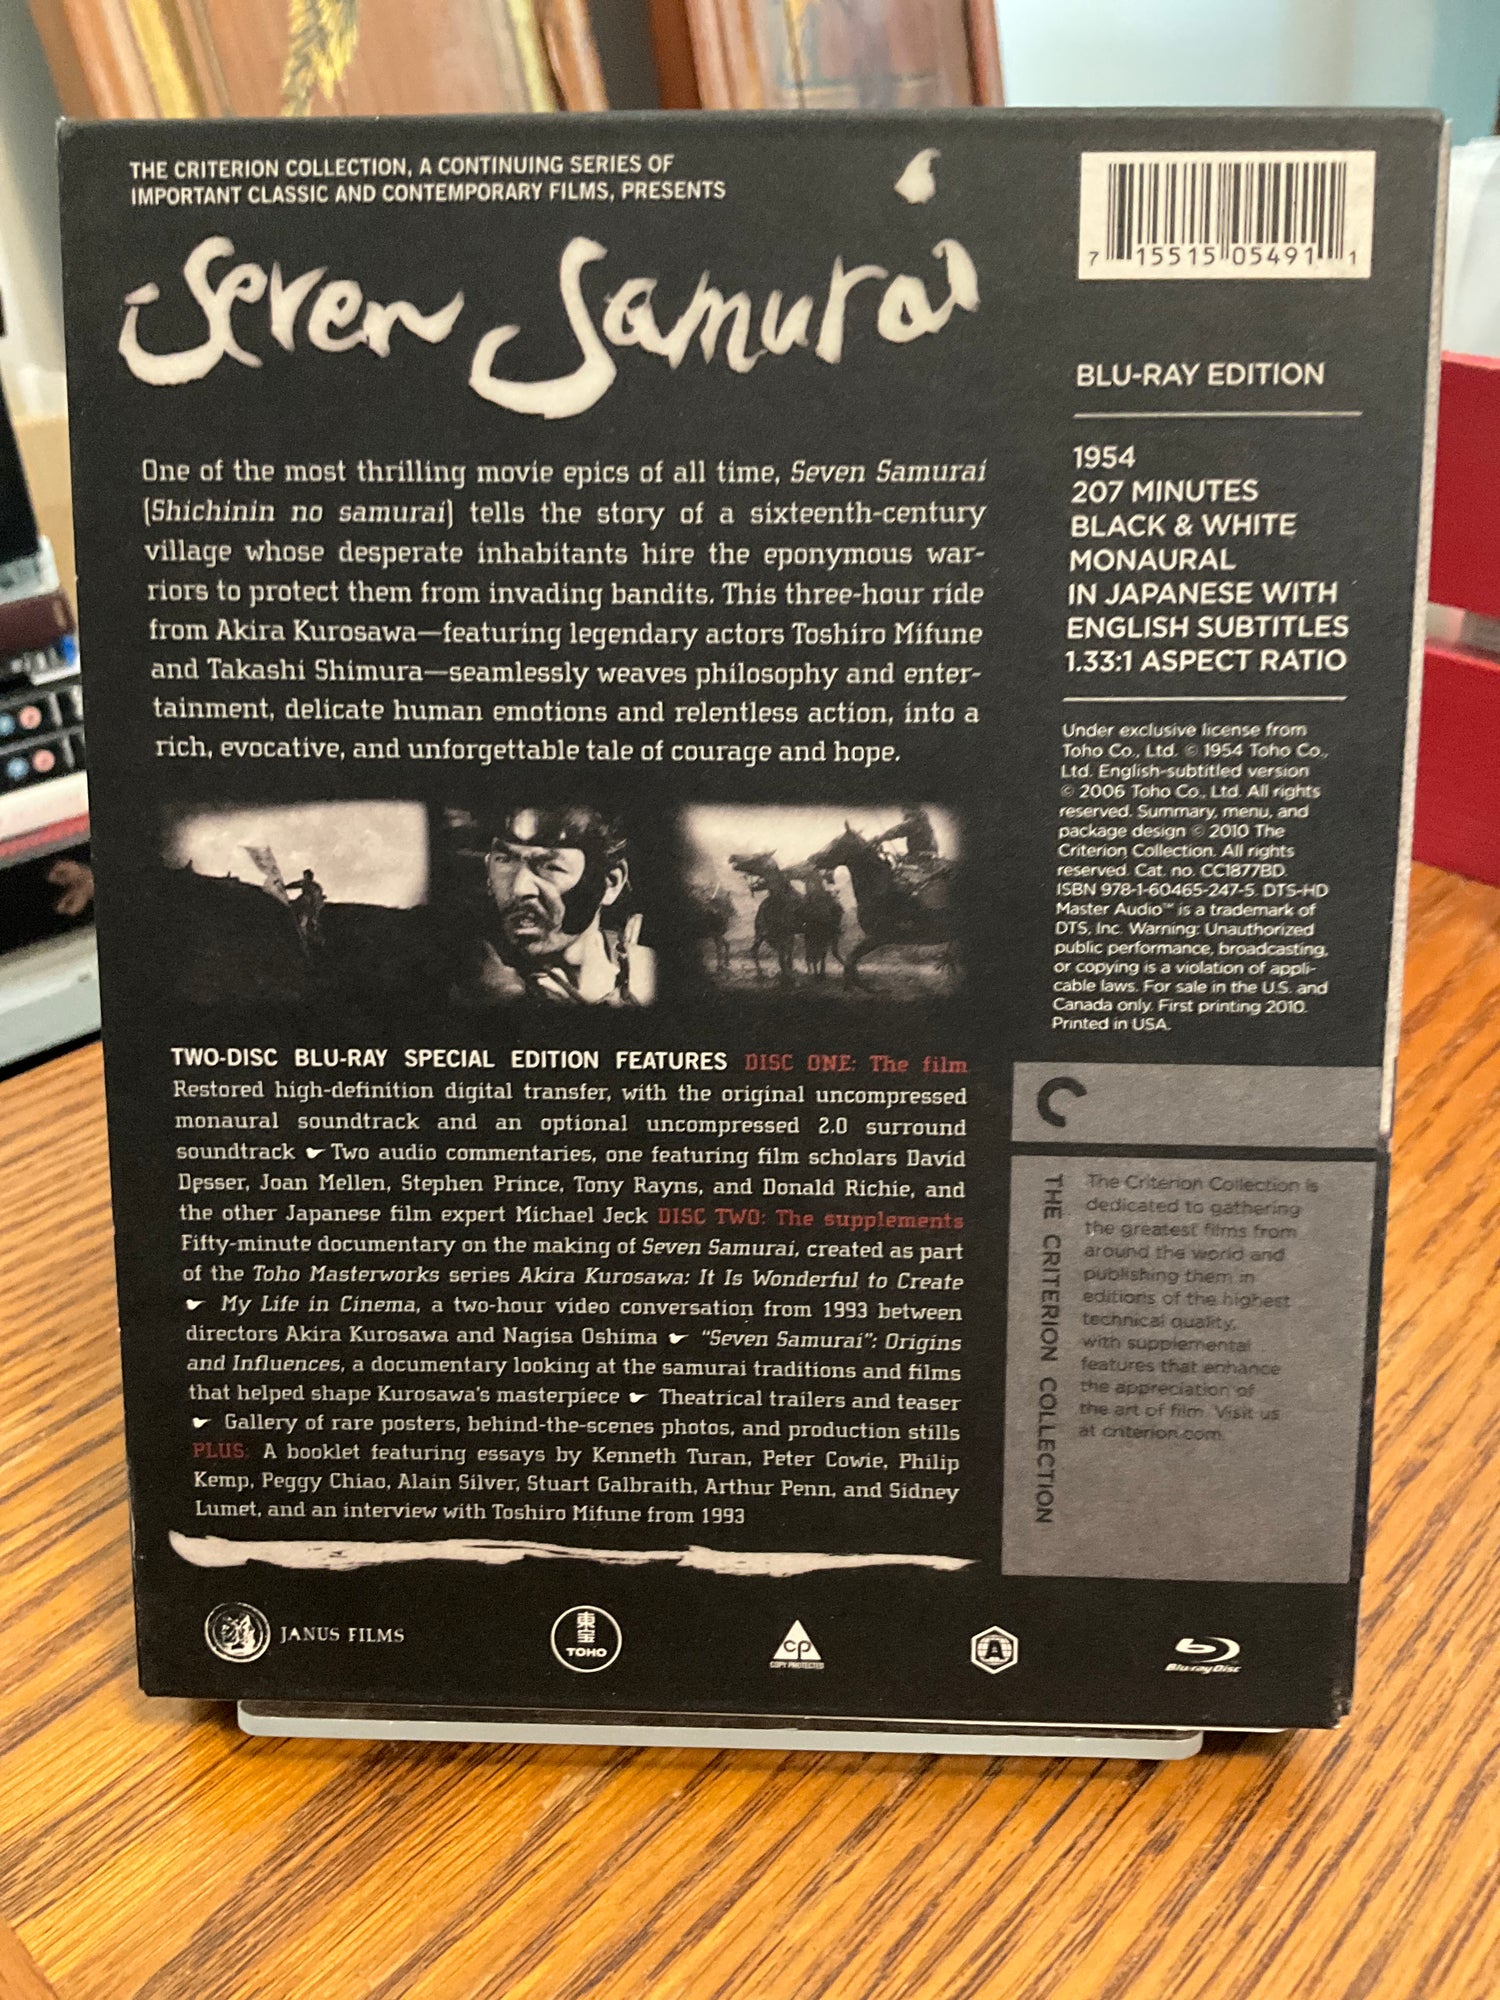 THE CRITERION COLLECTION, A CONTINUING SERIES OF
IMPORTANT CLASSIC AND CONTEMPORARY FILMS, PRESENTS
Seven Samurai
One of the most thrilling movie epics of all time, Seven Samurai
(Shichinin no samurai) tells the story of a sixteenth-century
village whose desperate inhabitants hire the eponymous war-
riors to protect them from invading bandits. This three-hour ride
from Akira Kurosawa—featuring legendary actors Toshiro Mifune
and Takashi Shimura—seamlessly weaves philosophy and enter-
tainment, delicate human emotions and relentless action, into a
rich, evocative, and unforgettable tale of courage and hope.
TWO-DISC BLU-RAY SPECIAL EDITION FEATURES DISC ONE: The film
Restored high-definition digital transfer, with the original uncompressed
monaural soundtrack and an optional uncompressed 2.0 surround
soundtrack ☛ Two audio commentaries, one featuring film scholars David
Desser, Joan Mellen, Stephen Prince, Tony Rayns, and Donald Richie, and
the other Japanese film expert Michael Jeck DISC TWO: The supplements
Fifty-minute documentary on the making of Seven Samurai, created as part
of the Toho Masterworks series Akira Kurosawa: It Is Wonderful to Create
☛ My Life in Cinema, a two-hour video conversation from 1993 between
directors Akira Kurosawa and Nagisa Oshima ☛ "Seven Samurai": Origins
and Influences, a documentary looking at the samurai traditions and films
that helped shape Kurosawa's masterpiece ☛ Theatrical trailers and teaser
☛ Gallery of rare posters, behind-the-scenes photos, and production stills
PLUS: A booklet featuring essays by Kenneth Turan, Peter Cowie, Philip
Kemp, Peggy Chiao, Alain Silver, Stuart Galbraith, Arthur Penn, and Sidney
Lumet, and an interview with Toshiro Mifune from 1993
7 15515 05491 1
BLU-RAY EDITION
1954
207 MINUTES
BLACK & WHITE
MONAURAL
IN JAPANESE WITH
ENGLISH SUBTITLES
1.33:1 ASPECT RATIO
Under exclusive license from
Toho Co., Ltd. © 1954 Toho Co.,
Ltd. English-subtitled version
© 2006 Toho Co., Ltd. All rights
reserved. Summary, menu, and
package design © 2010 The
Criterion Collection. All rights
reserved. Cat. no. CC1877BD.
ISBN 978-1-60465-247-5. DTS-HD
Master Audio™ is a trademark of
DTS, Inc. Warning: Unauthorized
public performance, broadcasting,
or copying is a violation of appli-
cable laws. For sale in the U.S. and
Canada only. First printing 2010.
Printed in USA.
THE CRITERION COLLECTION
The Criterion Collection is
dedicated to gathering
the greatest films from
around the world and
publishing them in
editions of the highest
technical quality,
with supplemental
features that enhance
the appreciation of
the art of film. Visit us
at criterion.com.
JANUS FILMS
東宝
TOHO
CP
COPY PROTECTED
A
Blu-ray Disc